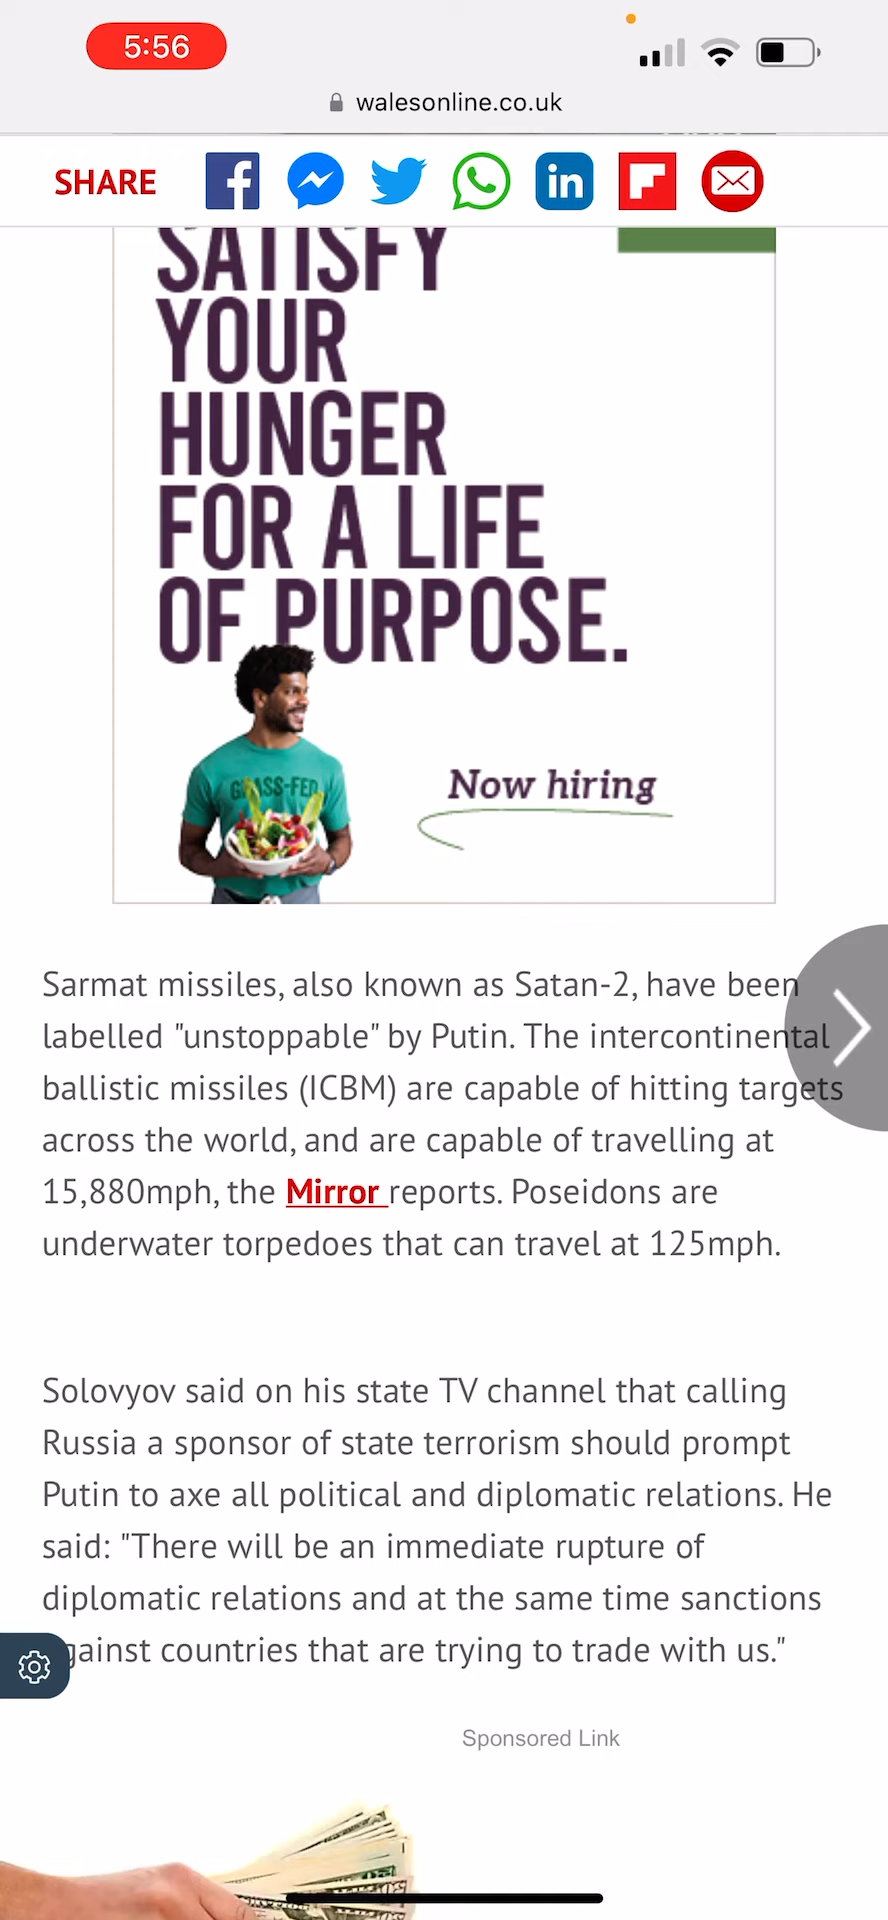 5:56
walesonline.co.uk
SHARE
SATISFY
YOUR
HUNGER
FOR A LIFE
OF PURPOSE.
GRASS-FED
Now hiring
Sarmat missiles, also known as Satan-2, have been
labelled "unstoppable" by Putin. The intercontinental
ballistic missiles (ICBM) are capable of hitting targets
across the world, and are capable of travelling at
15,880mph, the Mirror reports. Poseidons are
underwater torpedoes that can travel at 125mph.
Solovyov said on his state TV channel that calling
Russia a sponsor of state terrorism should prompt
Putin to axe all political and diplomatic relations. He
said: "There will be an immediate rupture of
diplomatic relations and at the same time sanctions
against countries that are trying to trade with us."
Sponsored Link